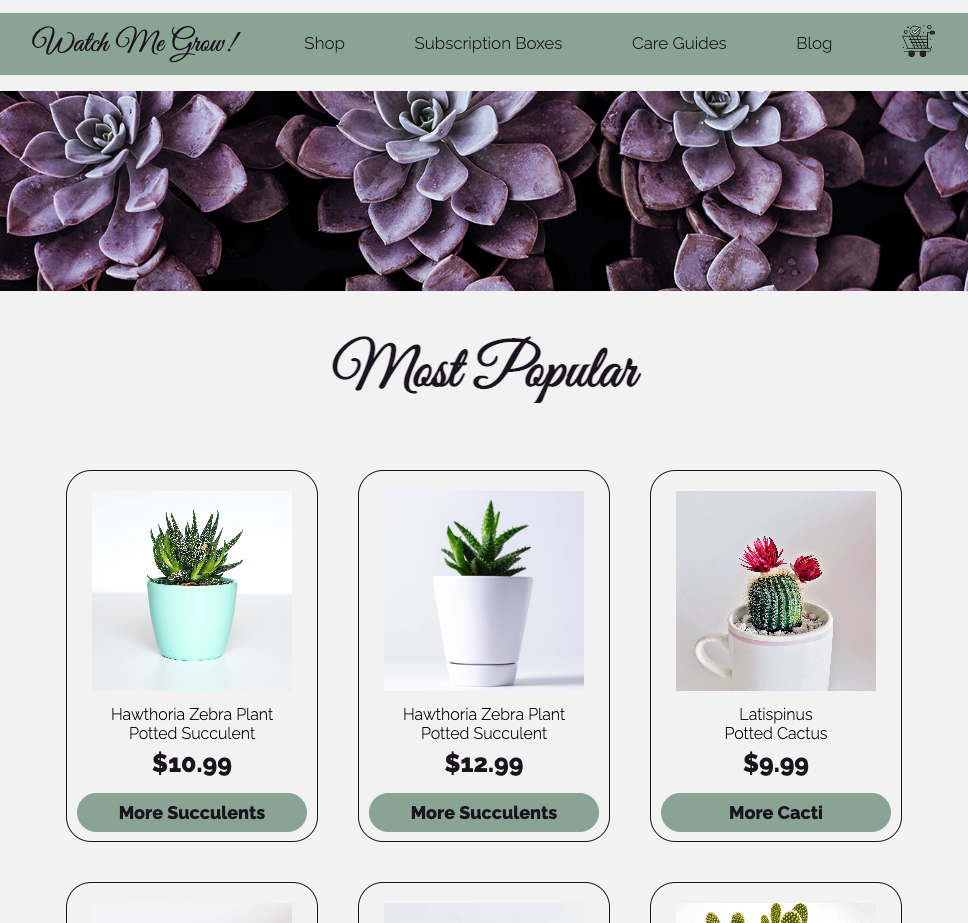 Watch Me Grow!
Shop
Subscription Boxes
Care Guides
Blog
Most Popular
Hawthoria Zebra Plant
Potted Succulent
$10.99
More Succulents
Hawthoria Zebra Plant
Potted Succulent
$12.99
More Succulents
Latispinus
Potted Cactus
$9.99
More Cacti